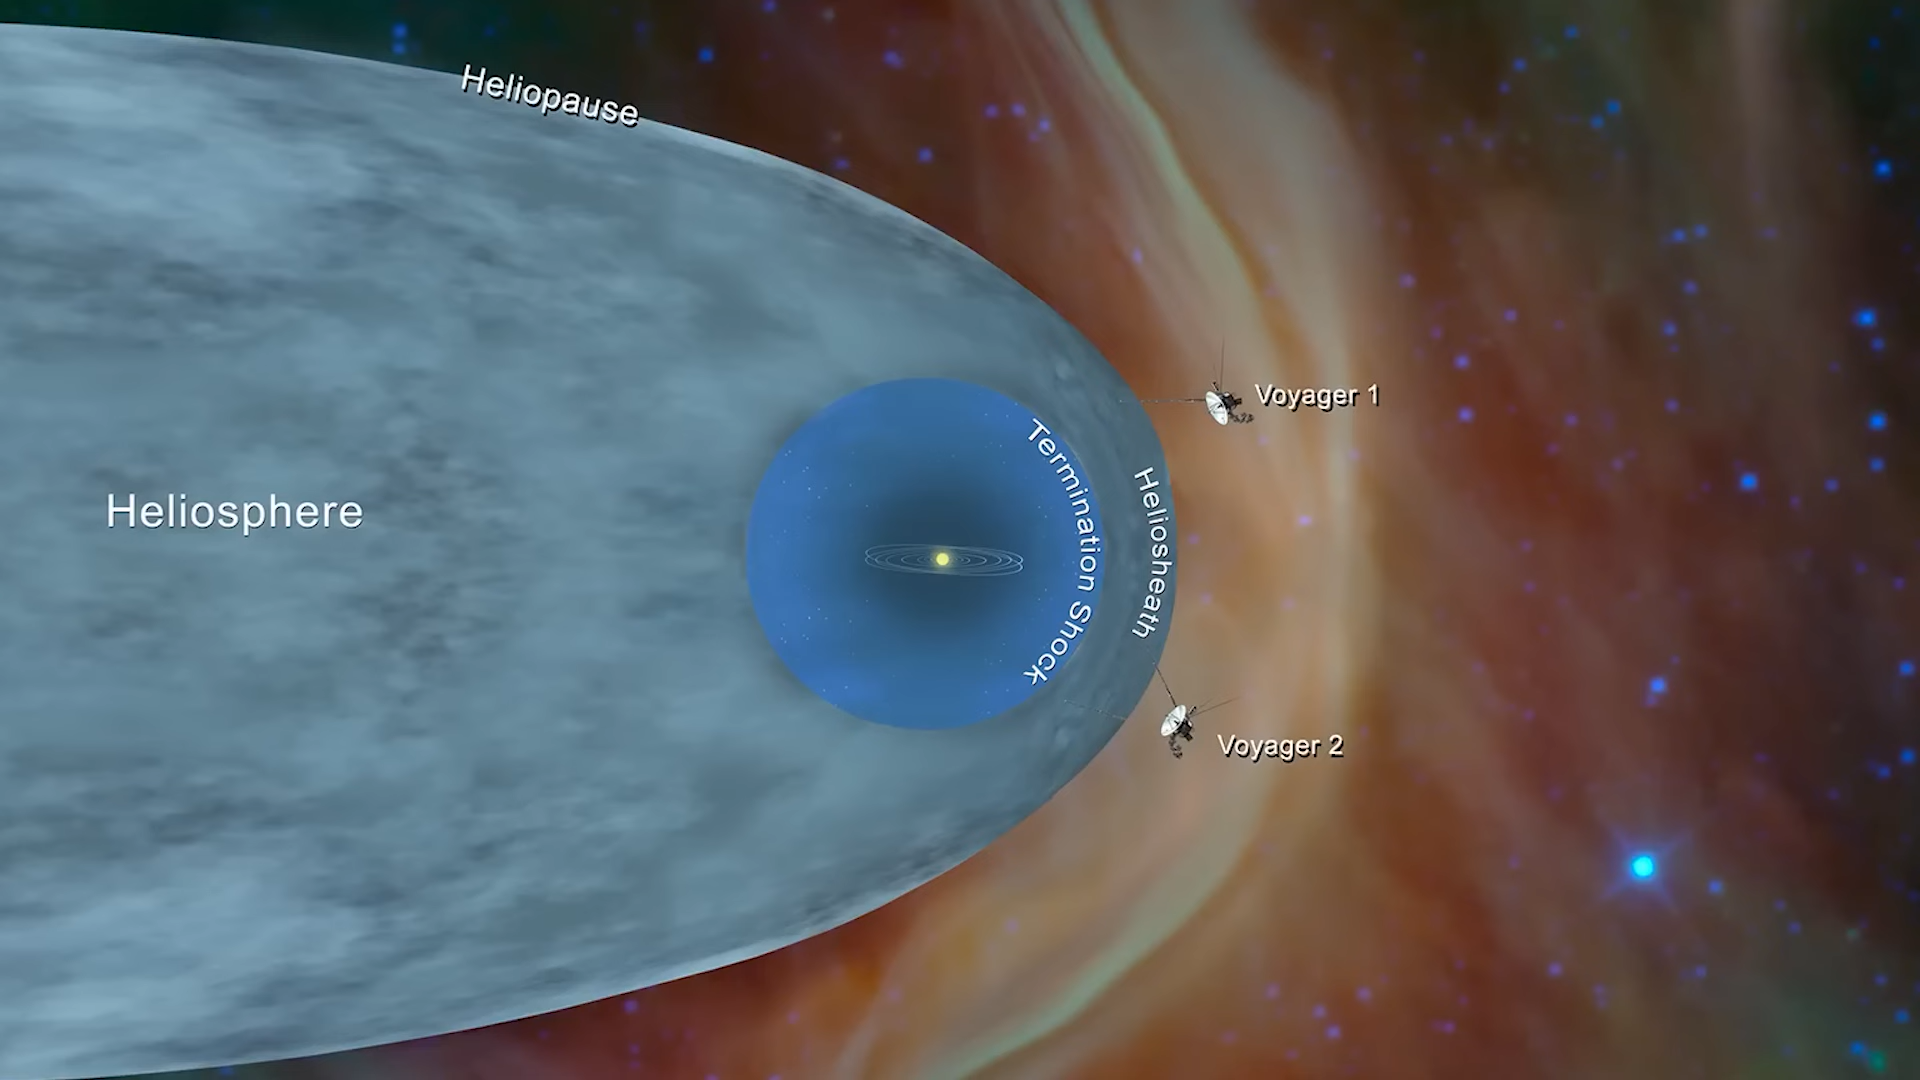 Heliopause
Voyager 1
Heliosphere
Termination Shock
Heliosheath
Voyager 2